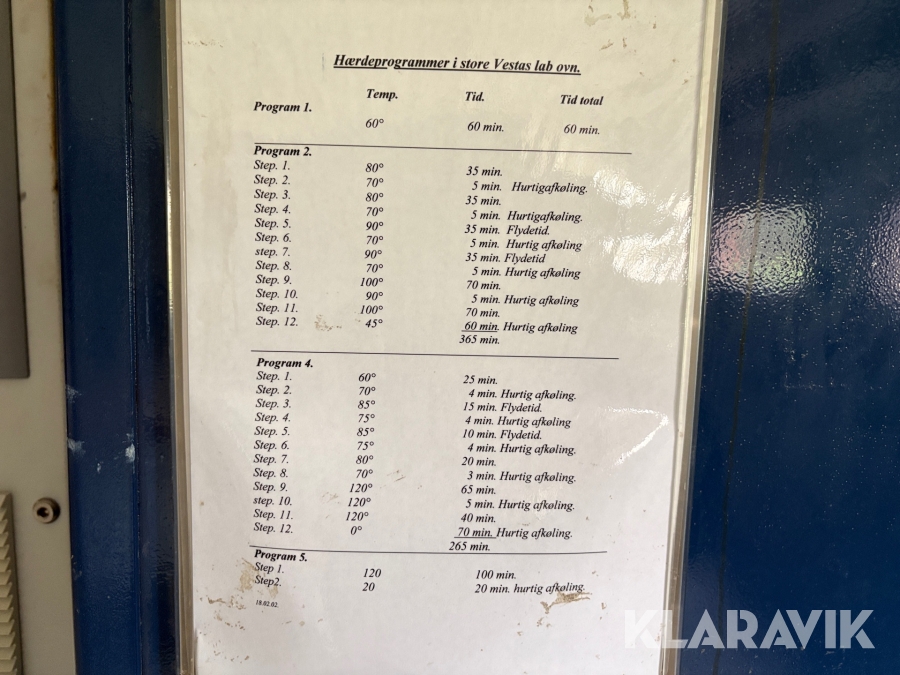 Hærdeprogrammer i store Vestas lab ovn.
Temp. Tid. Tid total
Program 1.
60° 60 min. 60 min.
Program 2.
Step. 1. 80° 35 min.
Step. 2. 70° 5 min. Hurtigafkøling.
Step. 3. 80° 35 min.
Step. 4. 70° 5 min. Hurtigafkøling.
Step. 5. 90° 35 min. Flydetid.
Step. 6. 70° 5 min. Hurtig afkøling
step. 7. 90° 35 min. Flydetid
Step. 8. 70° 5 min. Hurtig afkøling
Step. 9. 100° 70 min.
Step. 10. 90° 5 min. Hurtig afkøling
Step. 11. 100° 70 min.
Step. 12. 45° 60 min. Hurtig afkøling
365 min.
Program 4.
Step. 1. 60° 25 min.
Step. 2. 70° 4 min. Hurtig afkøling.
Step. 3. 85° 15 min. Flydetid.
Step. 4. 75° 4 min. Hurtig afkøling
Step. 5. 85° 10 min. Flydetid.
Step. 6. 75° 4 min. Hurtig afkøling.
Step. 7. 80° 20 min.
Step. 8. 70° 3 min. Hurtig afkøling.
Step. 9. 120° 65 min.
step. 10. 120° 5 min. Hurtig afkøling.
Step. 11. 120° 40 min.
Step. 12. 0° 70 min. Hurtig afkøling.
265 min.
Program 5.
Step 1. 120 100 min.
Step2. 20 20 min. hurtig afkøling.
18.02.02.
KLARAVIK